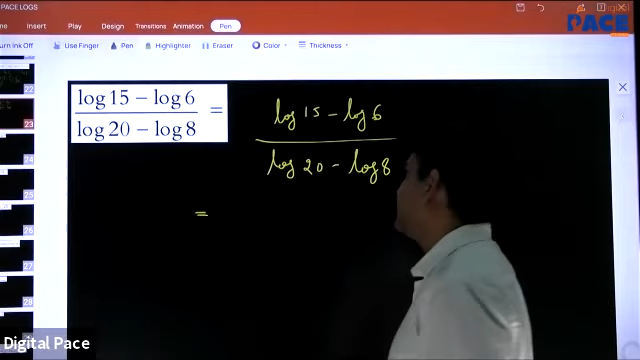 PACE LOGS
Digital
PACE
me Insert Play Design Transitions Animation Pen
urn Ink Off Use Finger Pen Highlighter Eraser Color Thickness
22
log 15 − log 6 / log 20 − log 8 =
log 15 − log 6
23
log 20 − log 8
24
25
=
26
27
28
Digital Pace